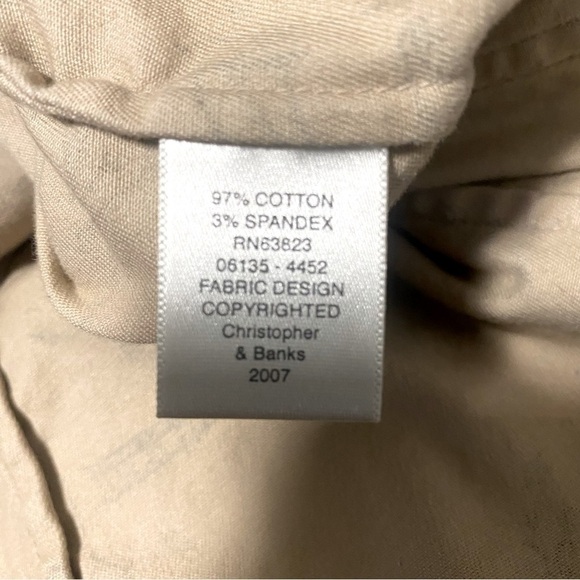 97% COTTON
3% SPANDEX
RN63823
06135 - 4452
FABRIC DESIGN
COPYRIGHTED
Christopher
& Banks
2007